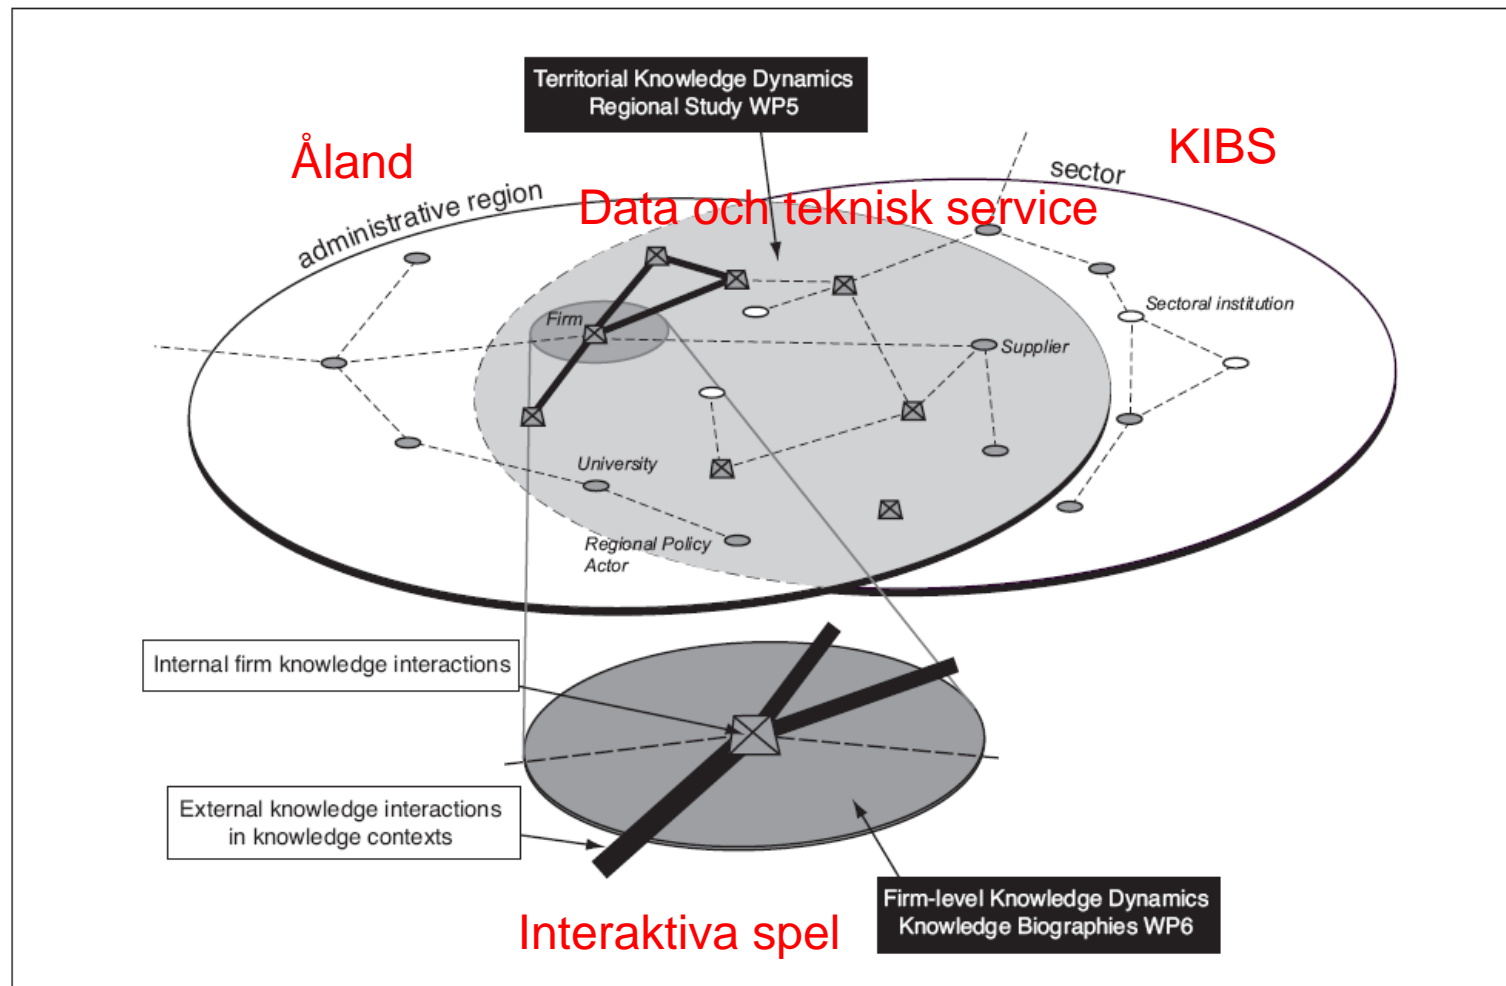 Territorial Knowledge Dynamics
Regional Study WP5
Åland
KIBS
sector
administrative region
Data och teknisk service
Sectoral institution
Firm
Supplier
University
Regional Policy
Actor
Internal firm knowledge interactions
External knowledge interactions
in knowledge contexts
Firm-level Knowledge Dynamics
Knowledge Biographies WP6
Interaktiva spel